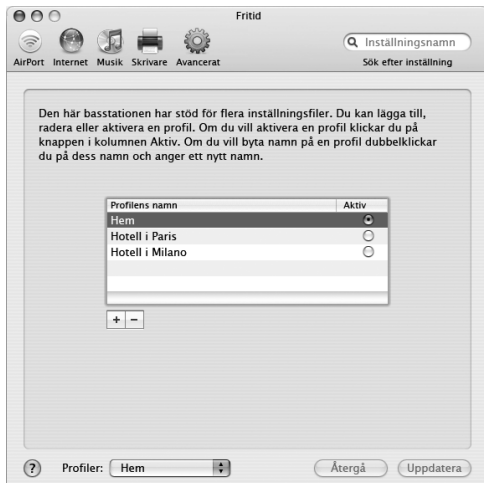 Fritid
AirPort Internet Musik Skrivare Avancerat
Inställningsnamn
Sök efter inställning
Den här basstationen har stöd för flera inställningsfiler. Du kan lägga till,
radera eller aktivera en profil. Om du vill aktivera en profil klickar du på
knappen i kolumnen Aktiv. Om du vill byta namn på en profil dubbelklickar
du på dess namn och anger ett nytt namn.
Profilens namn Aktiv
Hem
Hotell i Paris
Hotell i Milano
+ −
? Profiler: Hem Återgå Uppdatera